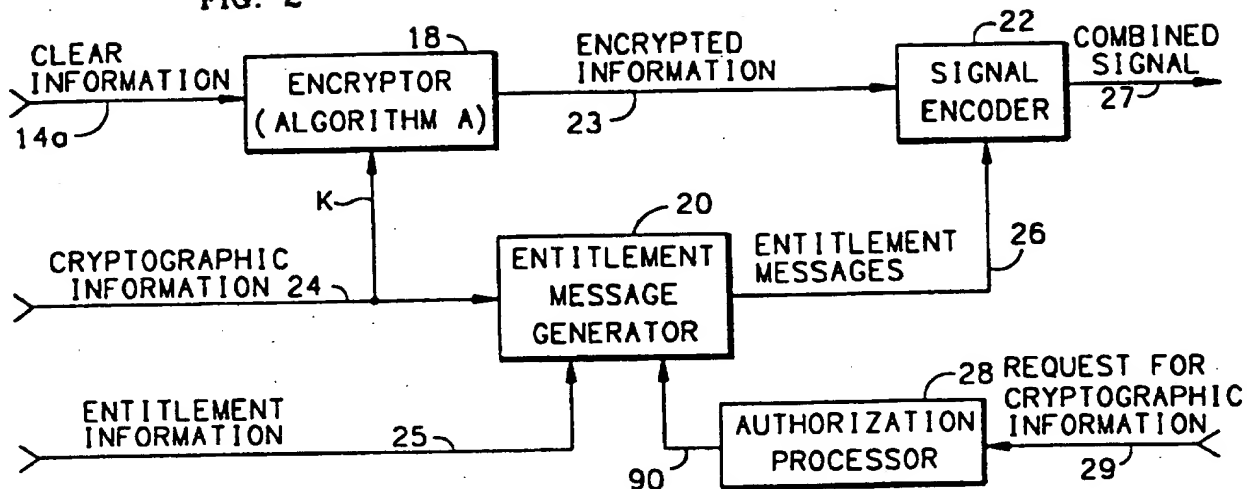 FIG. 2
CLEAR
INFORMATION
14a
18
ENCRYPTOR
(ALGORITHM A)
ENCRYPTED
INFORMATION
23
22
SIGNAL
ENCODER
COMBINED
SIGNAL
27
K
CRYPTOGRAPHIC
INFORMATION 24
20
ENTITLEMENT
MESSAGE
GENERATOR
ENTITLEMENT
MESSAGES
26
ENTITLEMENT
INFORMATION
25
90
28
AUTHORIZATION
PROCESSOR
REQUEST FOR
CRYPTOGRAPHIC
INFORMATION
29